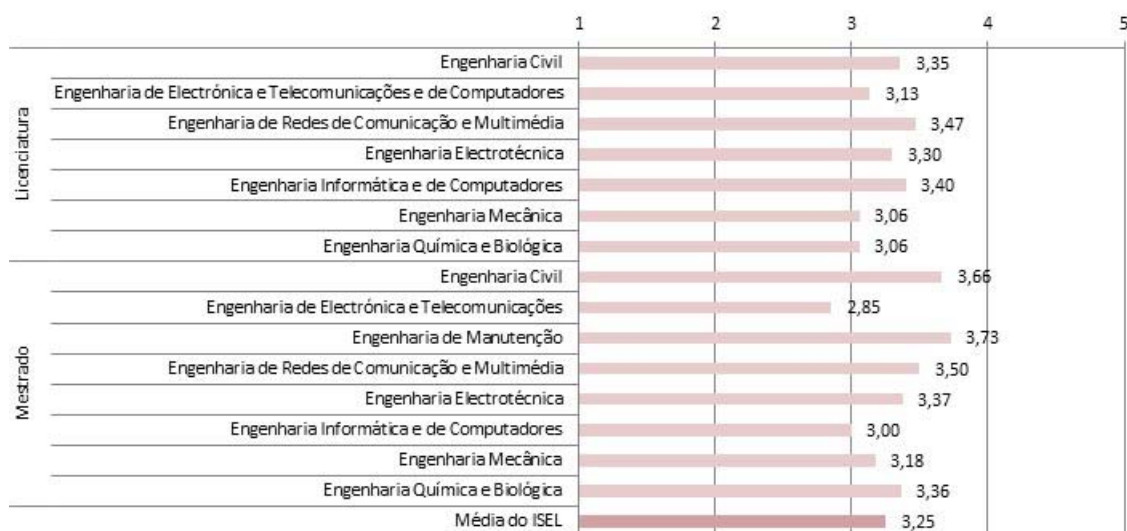 1 2 3 4 5
Licenciatura
Engenharia Civil 3,35
Engenharia de Electrónica e Telecomunicações e de Computadores 3,13
Engenharia de Redes de Comunicação e Multimédia 3,47
Engenharia Electrotécnica 3,30
Engenharia Informática e de Computadores 3,40
Engenharia Mecânica 3,06
Engenharia Química e Biológica 3,06
Mestrado
Engenharia Civil 3,66
Engenharia de Electrónica e Telecomunicações 2,85
Engenharia de Manutenção 3,73
Engenharia de Redes de Comunicação e Multimédia 3,50
Engenharia Electrotécnica 3,37
Engenharia Informática e de Computadores 3,00
Engenharia Mecânica 3,18
Engenharia Química e Biológica 3,36
Média do ISEL 3,25